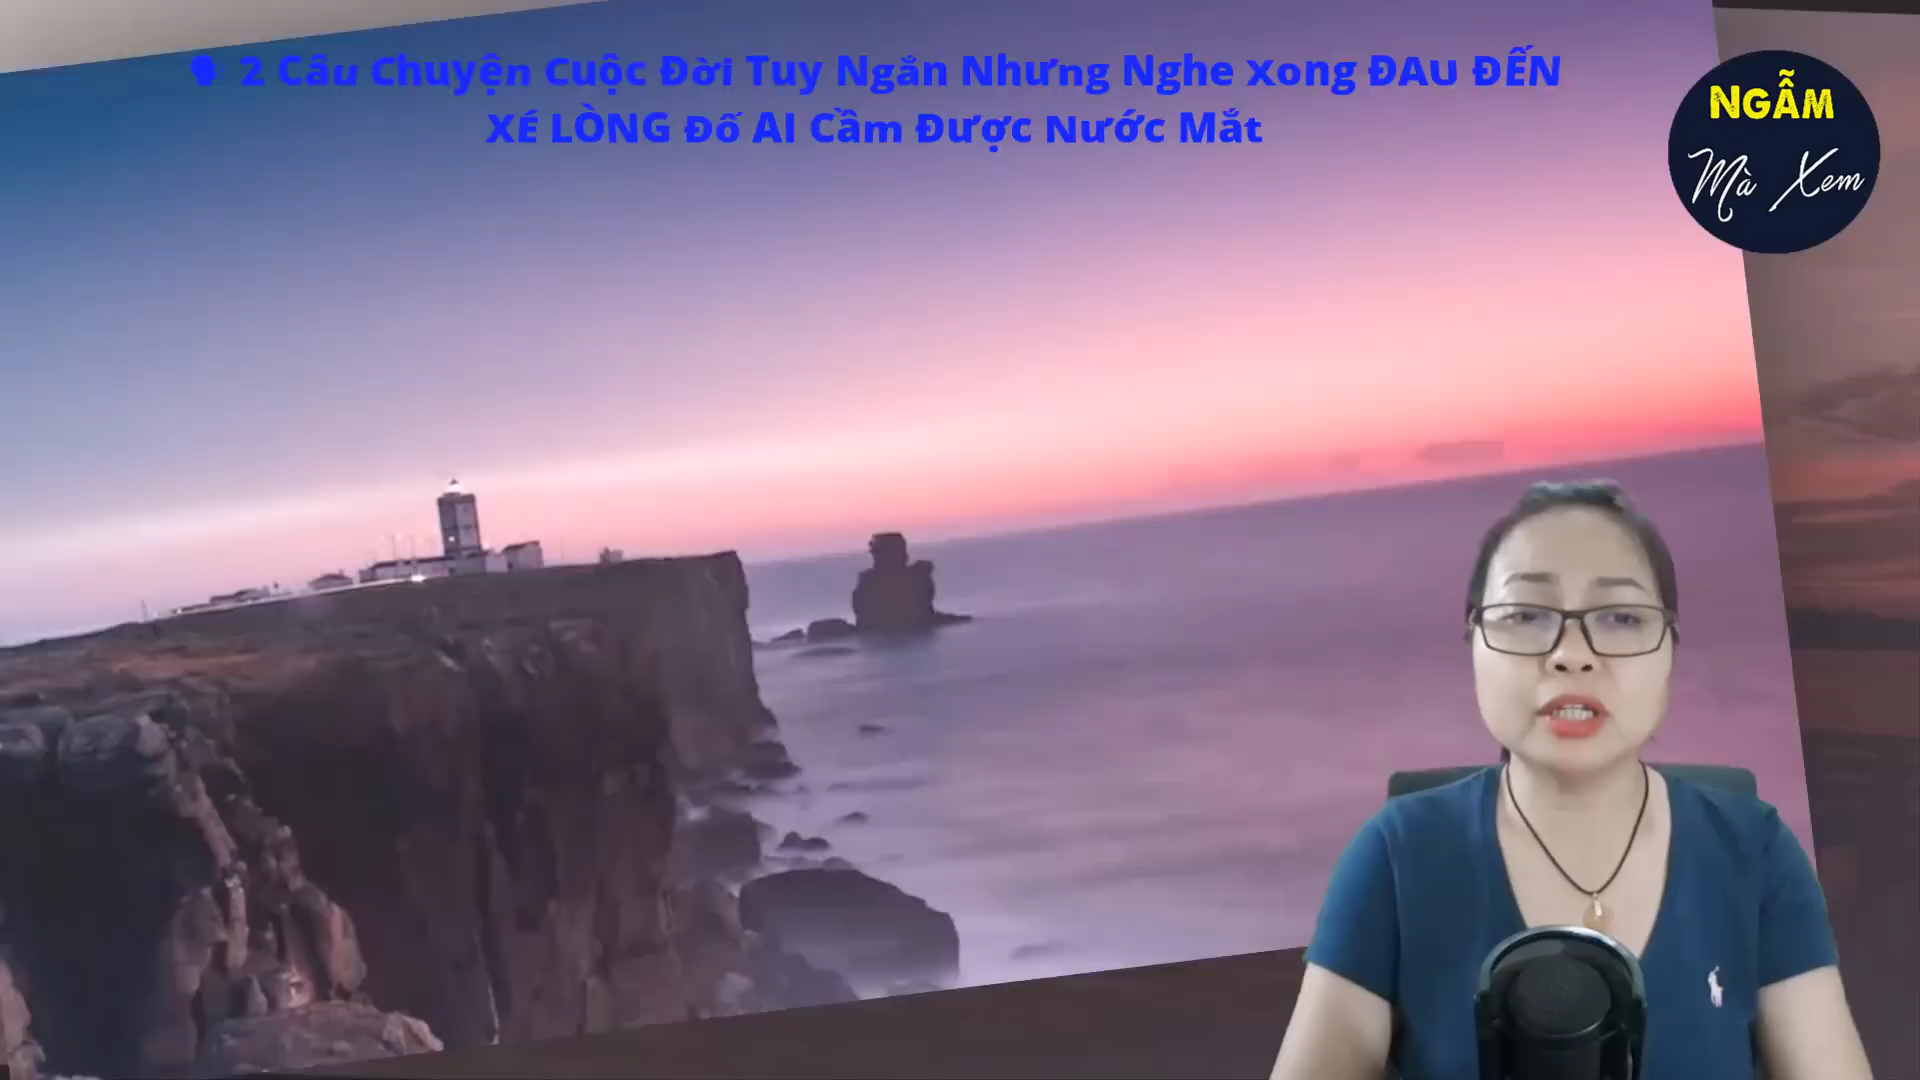 2 Câu Chuyện Cuộc Đời Tuy Ngắn Nhưng Nghe Xong ĐAU ĐẾN
XÉ LÒNG Đố AI Cầm Được Nước Mắt
NGẪM
Mà Xem